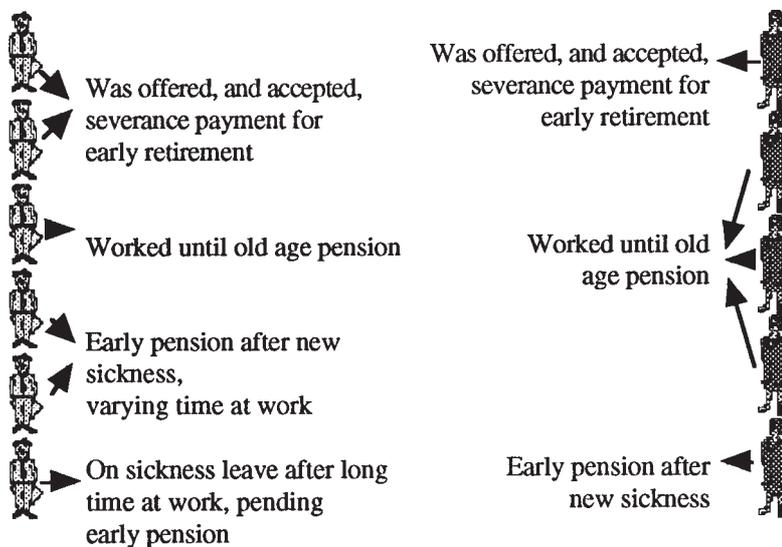 Was offered, and accepted,
severance payment for
early retirement
Worked until old age pension
Early pension after new
sickness,
varying time at work
On sickness leave after long
time at work, pending
early pension
Was offered, and accepted,
severance payment for
early retirement
Worked until old
age pension
Early pension after
new sickness